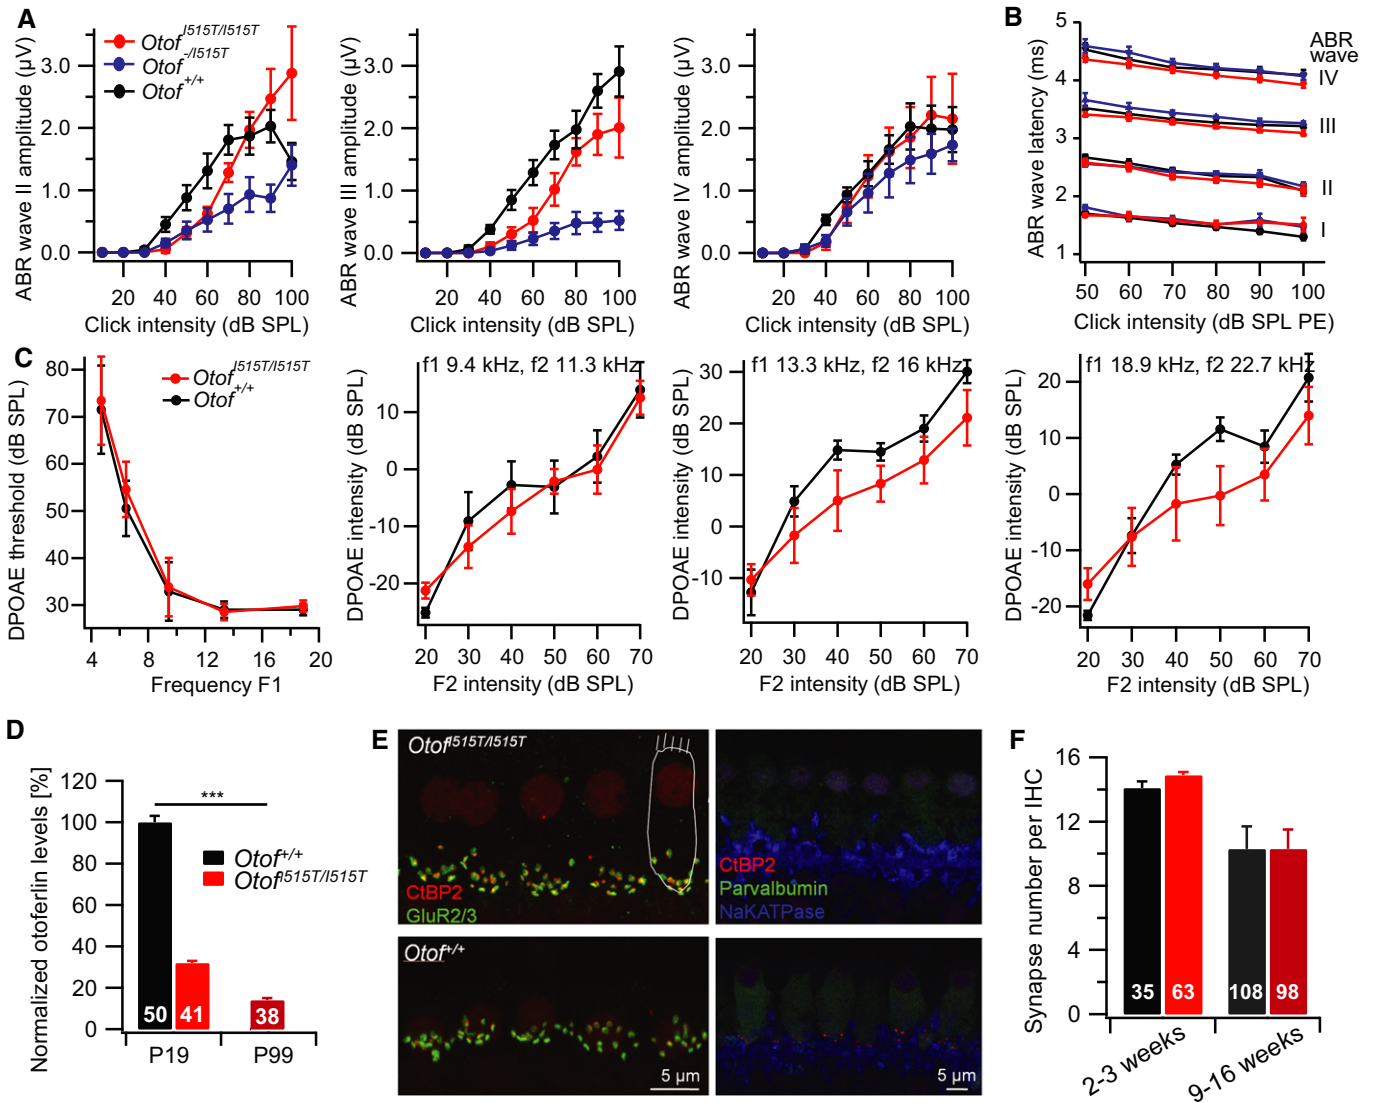 A
Otof I515T/I515T
Otof -/I515T
Otof +/+
ABR wave II amplitude (µV)
3.0
2.0
1.0
0.0
20 40 60 80 100
Click intensity (dB SPL)
ABR wave III amplitude (µV)
3.0
2.0
1.0
0.0
20 40 60 80 100
Click intensity (dB SPL)
ABR wave IV amplitude (µV)
3.0
2.0
1.0
0.0
20 40 60 80 100
Click intensity (dB SPL)
B
ABR wave latency (ms)
5
4
3
2
1
ABR
wave
IV
III
II
I
50 60 70 80 90 100
Click intensity (dB SPL PE)
C
DPOAE threshold (dB SPL)
80
70
60
50
40
30
Otof I515T/I515T
Otof +/+
4 8 12 16 20
Frequency F1
f1 9.4 kHz, f2 11.3 kHz
DPOAE intensity (dB SPL)
10
0
-10
-20
20 30 40 50 60 70
F2 intensity (dB SPL)
f1 13.3 kHz, f2 16 kHz
DPOAE intensity (dB SPL)
30
20
10
0
-10
20 30 40 50 60 70
F2 intensity (dB SPL)
f1 18.9 kHz, f2 22.7 kHz
DPOAE intensity (dB SPL)
20
10
0
-10
-20
20 30 40 50 60 70
F2 intensity (dB SPL)
D
Normalized otoferlin levels [%]
120
100
80
60
40
20
0
***
Otof +/+
Otof I515T/I515T
50 41 38
P19 P99
E
Otof I515T/I515T
CtBP2
GluR2/3
CtBP2
Parvalbumin
NaKATPase
Otof +/+
5 µm
5 µm
F
Synapse number per IHC
16
12
8
4
0
35 63 108 98
2-3 weeks
9-16 weeks